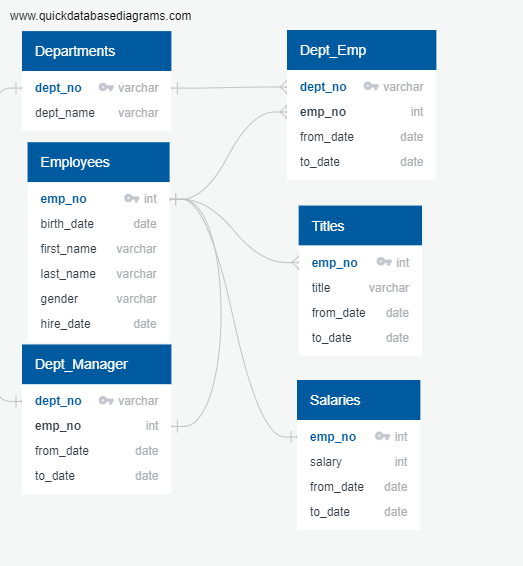 www.quickdatabasediagrams.com
Departments
dept_no varchar
dept_name varchar
Employees
emp_no int
birth_date date
first_name varchar
last_name varchar
gender varchar
hire_date date
Dept_Manager
dept_no varchar
emp_no int
from_date date
to_date date
Dept_Emp
dept_no varchar
emp_no int
from_date date
to_date date
Titles
emp_no int
title varchar
from_date date
to_date date
Salaries
emp_no int
salary int
from_date date
to_date date